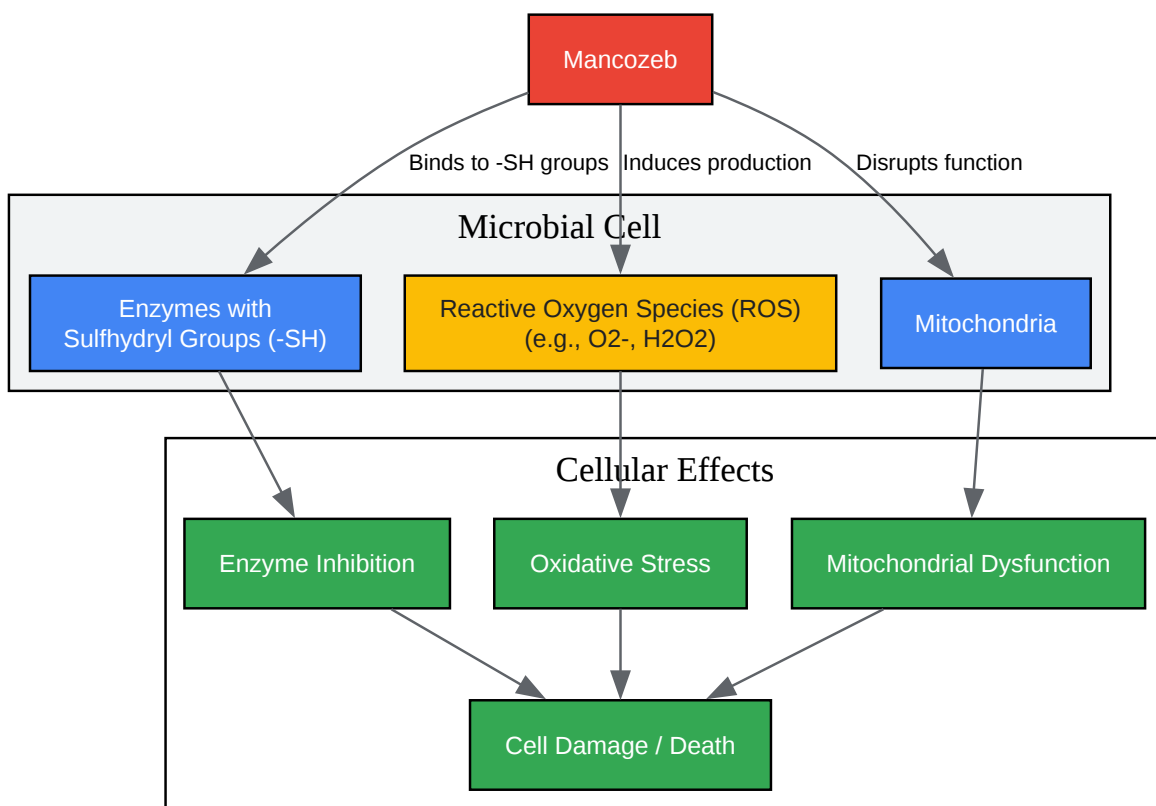 Mancozeb
Binds to -SH groups
Induces production
Disrupts function
Microbial Cell
Enzymes with
Sulfhydryl Groups (-SH)
Reactive Oxygen Species (ROS)
(e.g., O2-, H2O2)
Mitochondria
Cellular Effects
Enzyme Inhibition
Oxidative Stress
Mitochondrial Dysfunction
Cell Damage / Death